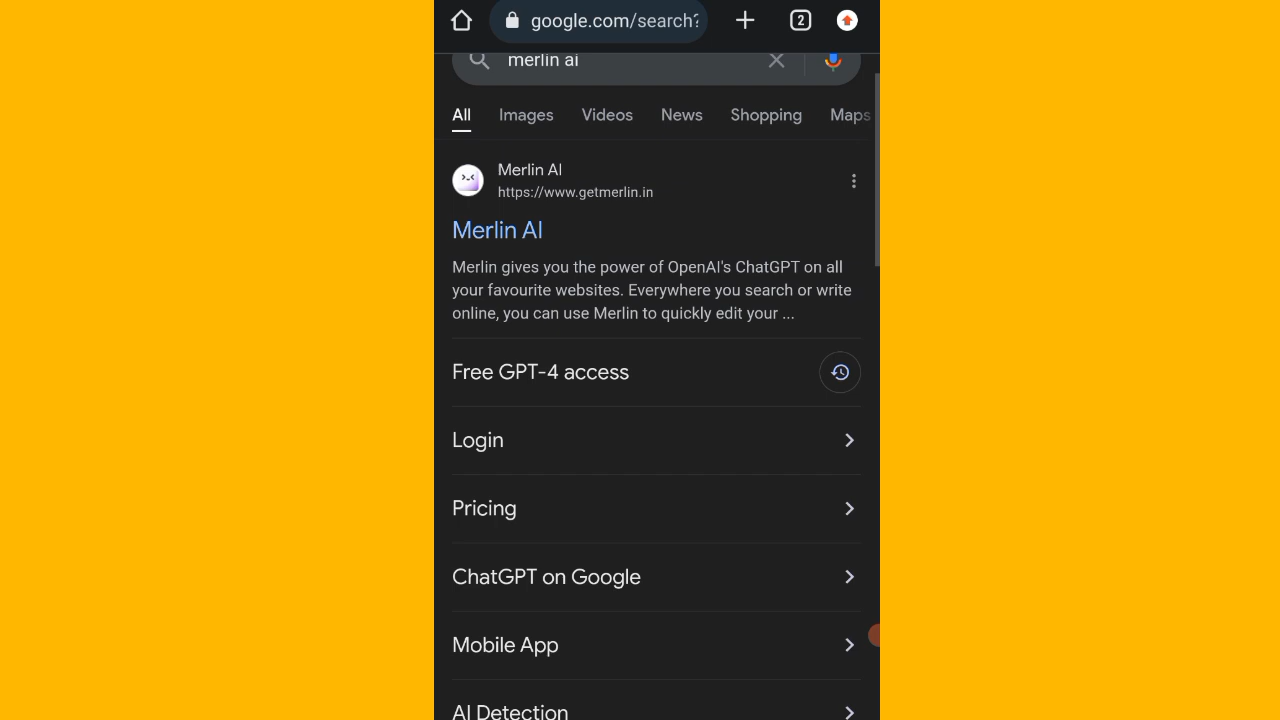 google.com/search?
2
merlin ai
All Images Videos News Shopping Maps
Merlin AI
https://www.getmerlin.in
Merlin AI
Merlin gives you the power of OpenAI's ChatGPT on all
your favourite websites. Everywhere you search or write
online, you can use Merlin to quickly edit your ...
Free GPT-4 access
Login
Pricing
ChatGPT on Google
Mobile App
AI Detection